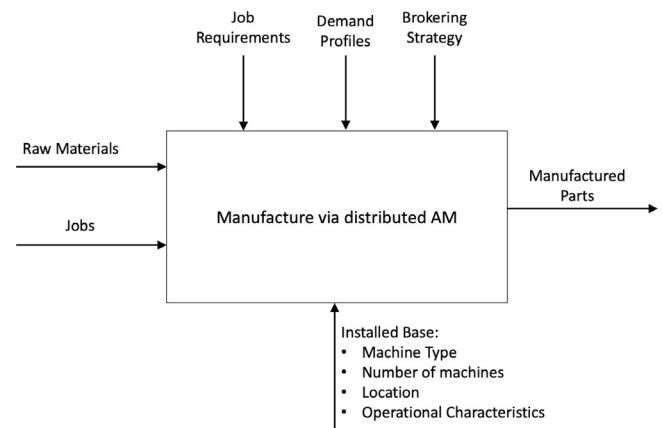 Job
Requirements
Demand
Profiles
Brokering
Strategy
Raw Materials
Jobs
Manufacture via distributed AM
Manufactured
Parts
Installed Base:
• Machine Type
• Number of machines
• Location
• Operational Characteristics